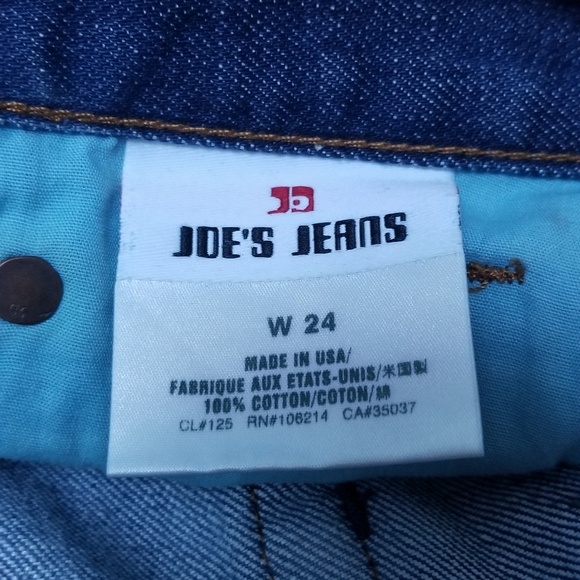 JD
JOE'S JEANS
W 24
MADE IN USA/
FABRIQUE AUX ETATS-UNIS/米国製
100% COTTON/COTON/綿
CL#125 RN#106214 CA#35037